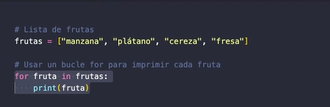 # Lista de frutas
frutas = ["manzana", "plátano", "cereza", "fresa"]
# Usar un bucle for para imprimir cada fruta
for fruta in frutas:
    print(fruta)